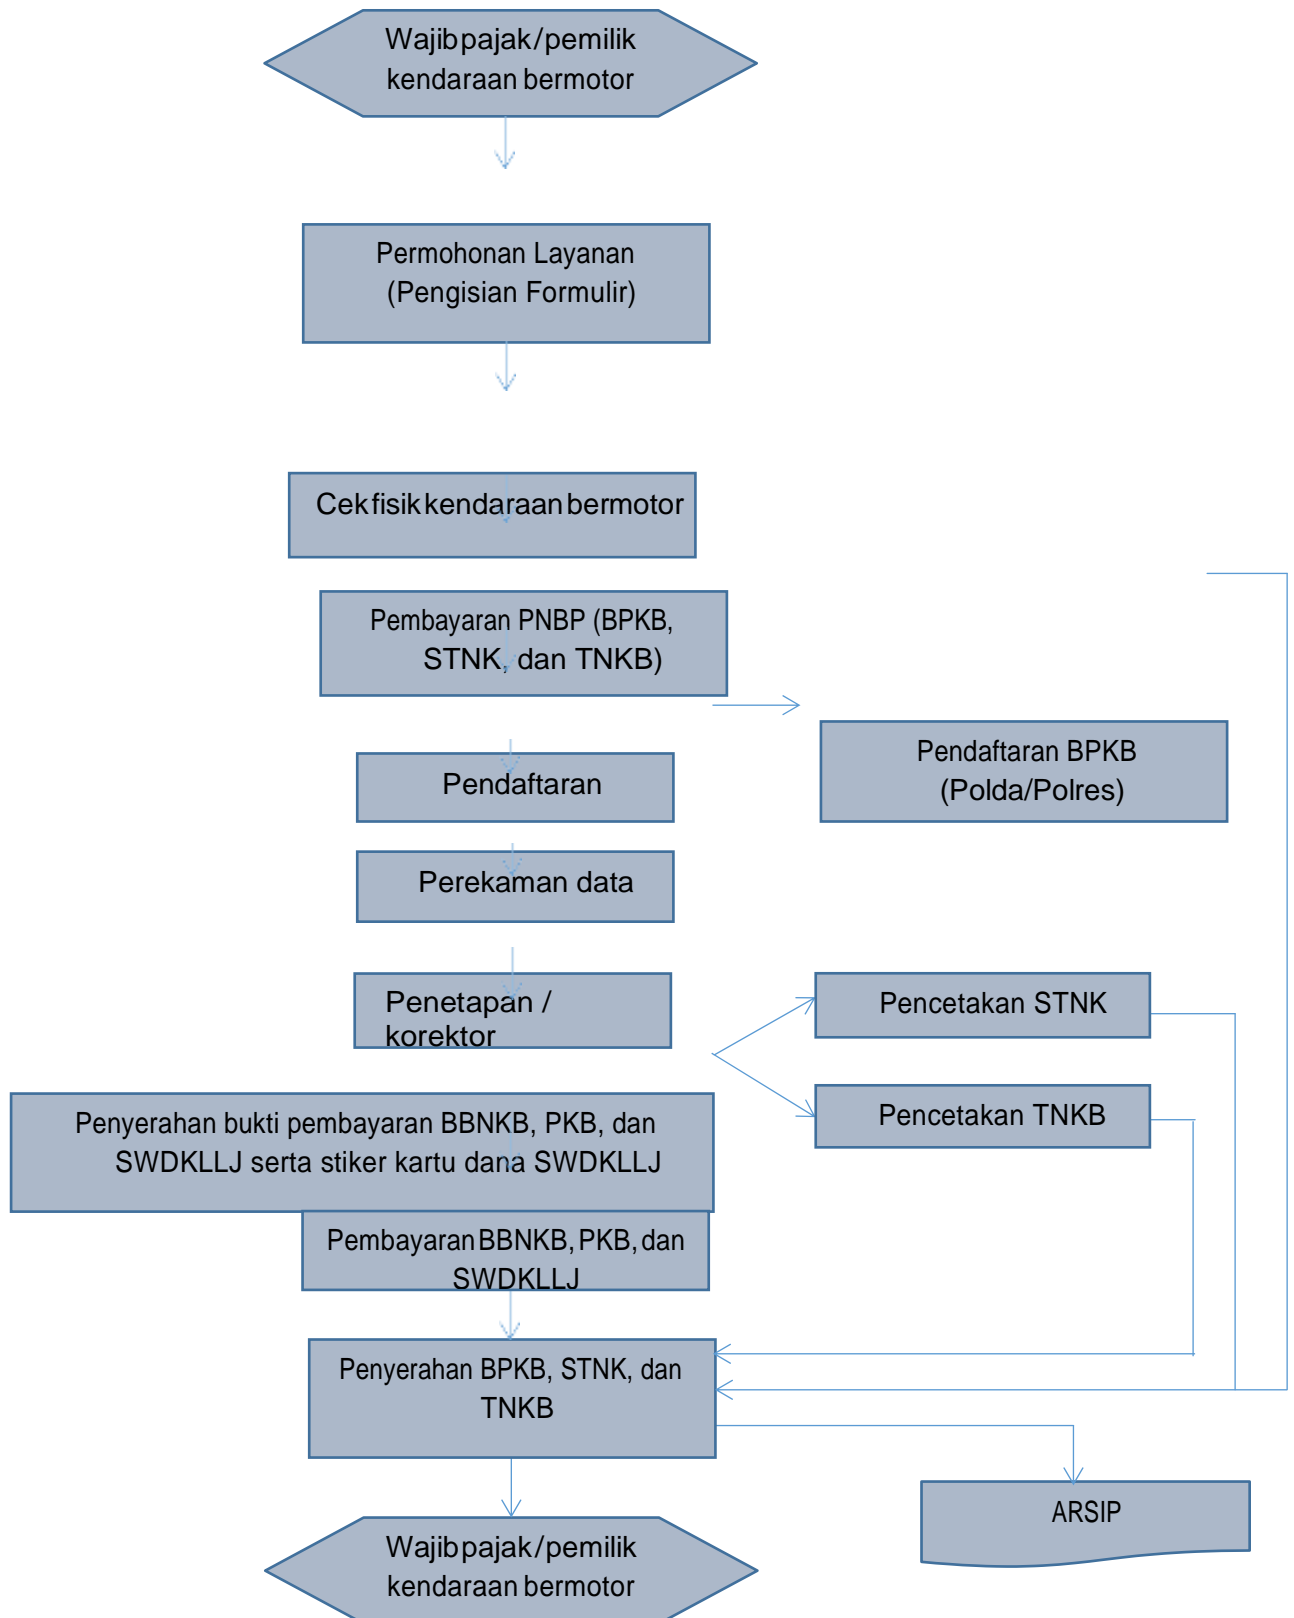 Wajib pajak / pemilik
kendaraan bermotor
Permohonan Layanan
(Pengisian Formulir)
Cek fisik kendaraan bermotor
Pembayaran PNBP (BPKB,
STNK, dan TNKB)
Pendaftaran BPKB
(Polda/Polres)
Pendaftaran
Perekaman data
Penetapan /
korektor
Pencetakan STNK
Pencetakan TNKB
Penyerahan bukti pembayaran BBNKB, PKB, dan
SWDKLLJ serta stiker kartu dana SWDKLLJ
Pembayaran BBNKB, PKB, dan
SWDKLLJ
Penyerahan BPKB, STNK, dan
TNKB
ARSIP
Wajib pajak / pemilik
kendaraan bermotor